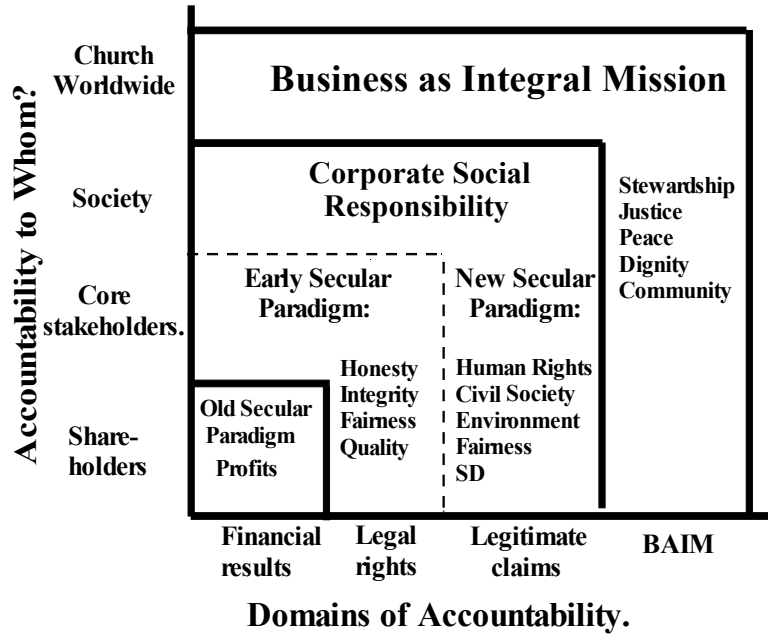 Accountability to Whom?
Church
Worldwide
Society
Core
stakeholders.
Share-
holders
Business as Integral Mission
Corporate Social
Responsibility
Stewardship
Justice
Peace
Dignity
Community
Early Secular
Paradigm:
New Secular
Paradigm:
Honesty
Integrity
Fairness
Quality
Human Rights
Civil Society
Environment
Fairness
SD
Old Secular
Paradigm
Profits
Financial
results
Legal
rights
Legitimate
claims
BAIM
Domains of Accountability.